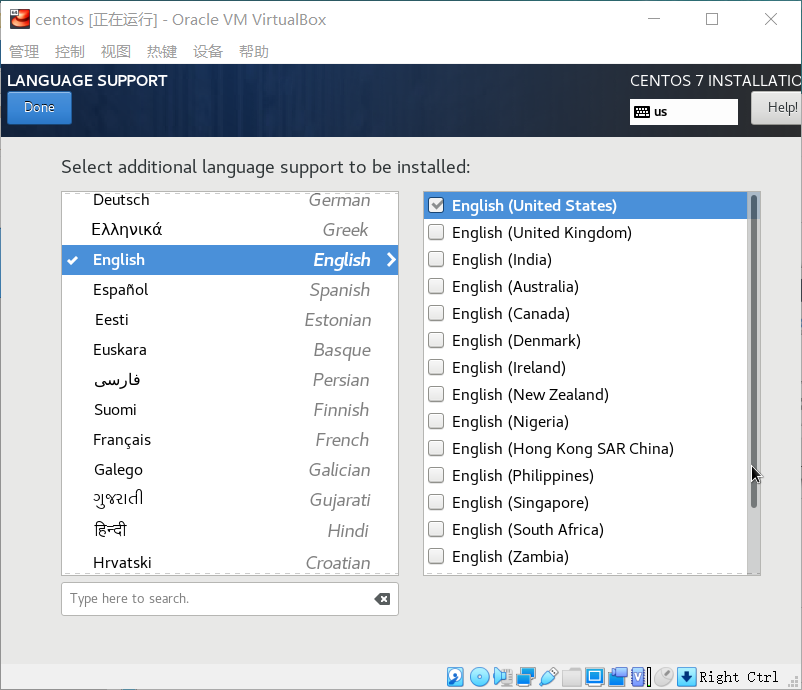 centos [正在运行] - Oracle VM VirtualBox
管理 控制 视图 热键 设备 帮助
LANGUAGE SUPPORT
CENTOS 7 INSTALLATIO
Done
us
Help!
Select additional language support to be installed:
Deutsch German
Ελληνικά Greek
English English
Español Spanish
Eesti Estonian
Euskara Basque
فارسی Persian
Suomi Finnish
Français French
Galego Galician
ગુજરાતી Gujarati
हिन्दी Hindi
Hrvatski Croatian
Type here to search.
English (United States)
English (United Kingdom)
English (India)
English (Australia)
English (Canada)
English (Denmark)
English (Ireland)
English (New Zealand)
English (Nigeria)
English (Hong Kong SAR China)
English (Philippines)
English (Singapore)
English (South Africa)
English (Zambia)
Right Ctrl